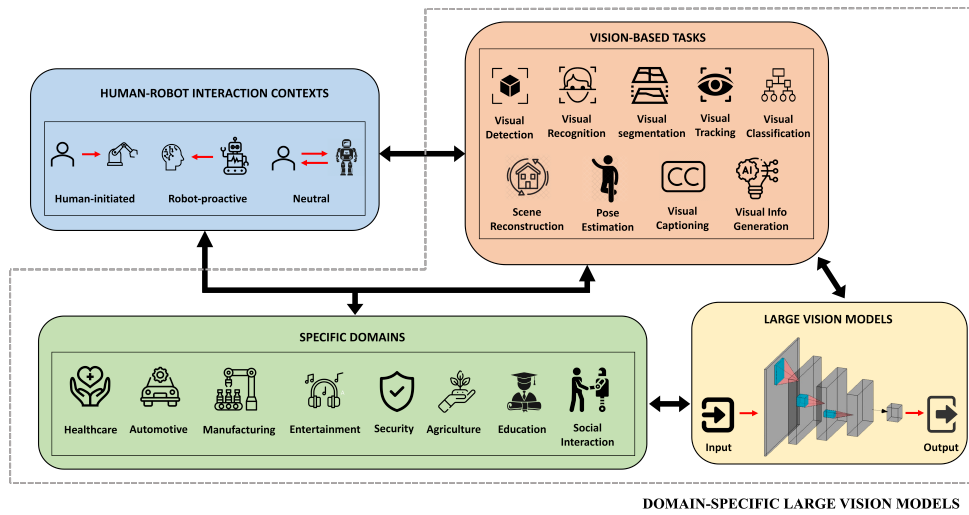 VISION-BASED TASKS
Visual Detection
Visual Recognition
Visual segmentation
Visual Tracking
Visual Classification
CC
AI
Scene Reconstruction
Pose Estimation
Visual Captioning
Visual Info Generation
HUMAN-ROBOT INTERACTION CONTEXTS
Human-initiated
Robot-proactive
Neutral
SPECIFIC DOMAINS
Healthcare
Automotive
Manufacturing
Entertainment
Security
Agriculture
Education
Social Interaction
LARGE VISION MODELS
Input
Output
DOMAIN-SPECIFIC LARGE VISION MODELS